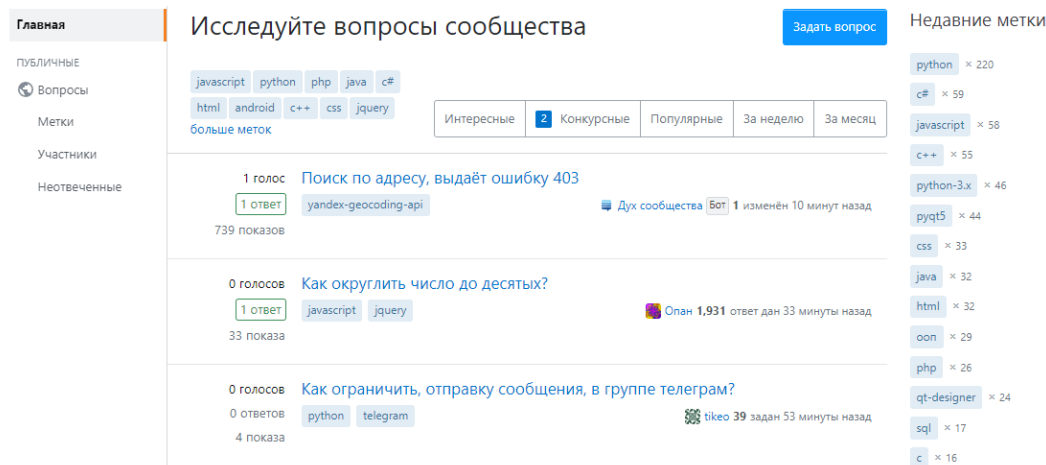 Главная
ПУБЛИЧНЫЕ
Вопросы
Метки
Участники
Неотвеченные
Исследуйте вопросы сообщества
Задать вопрос
javascript python php java c#
html android c++ css jquery
больше меток
Интересные 2 Конкурсные Популярные За неделю За месяц
1 голос
1 ответ
739 показов
Поиск по адресу, выдаёт ошибку 403
yandex-geocoding-api
Дух сообщества Бот 1 изменён 10 минут назад
0 голосов
1 ответ
33 показа
Как округлить число до десятых?
javascript jquery
Опан 1,931 ответ дан 33 минуты назад
0 голосов
0 ответов
4 показа
Как ограничить, отправку сообщения, в группе телеграм?
python telegram
tikeo 39 задан 53 минуты назад
Недавние метки
python × 220
c# × 59
javascript × 58
c++ × 55
python-3.x × 46
pyqt5 × 44
css × 33
java × 32
html × 32
ооп × 29
php × 26
qt-designer × 24
sql × 17
c × 16